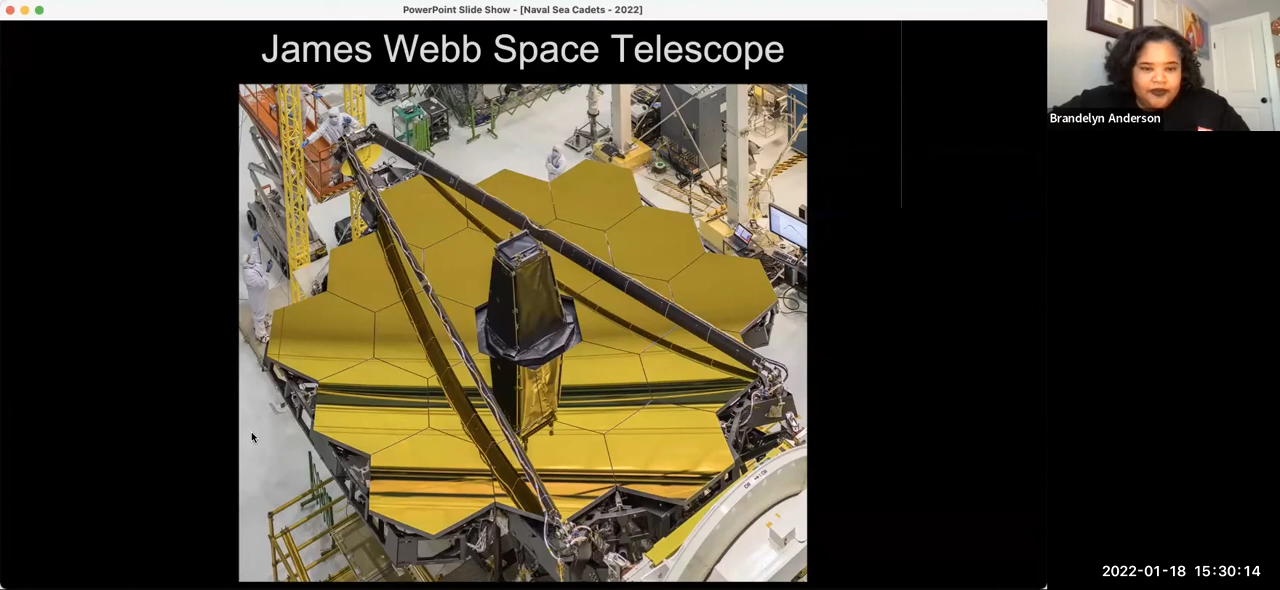 PowerPoint Slide Show - [Naval Sea Cadets - 2022]
James Webb Space Telescope
Brandelyn Anderson
2022-01-18 15:30:14